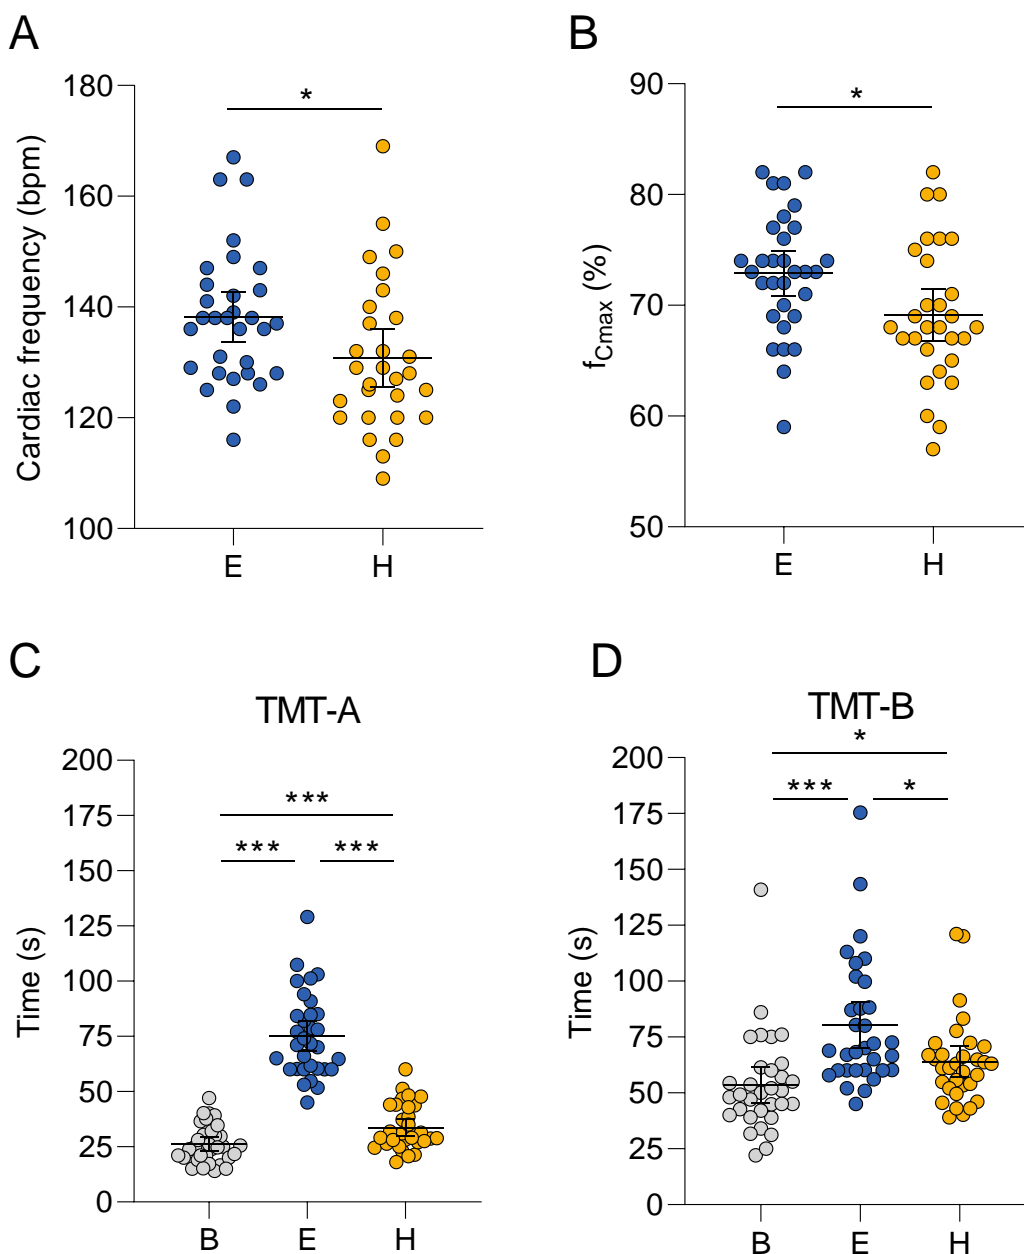 A
Cardiac frequency (bpm)
180
160
140
120
100
*
E
H
B
fCmax (%)
90
80
70
60
50
*
E
H
C
TMT-A
Time (s)
200
175
150
125
100
75
50
25
0
***
***
***
B
E
H
D
TMT-B
Time (s)
200
175
150
125
100
75
50
25
0
*
***
*
B
E
H